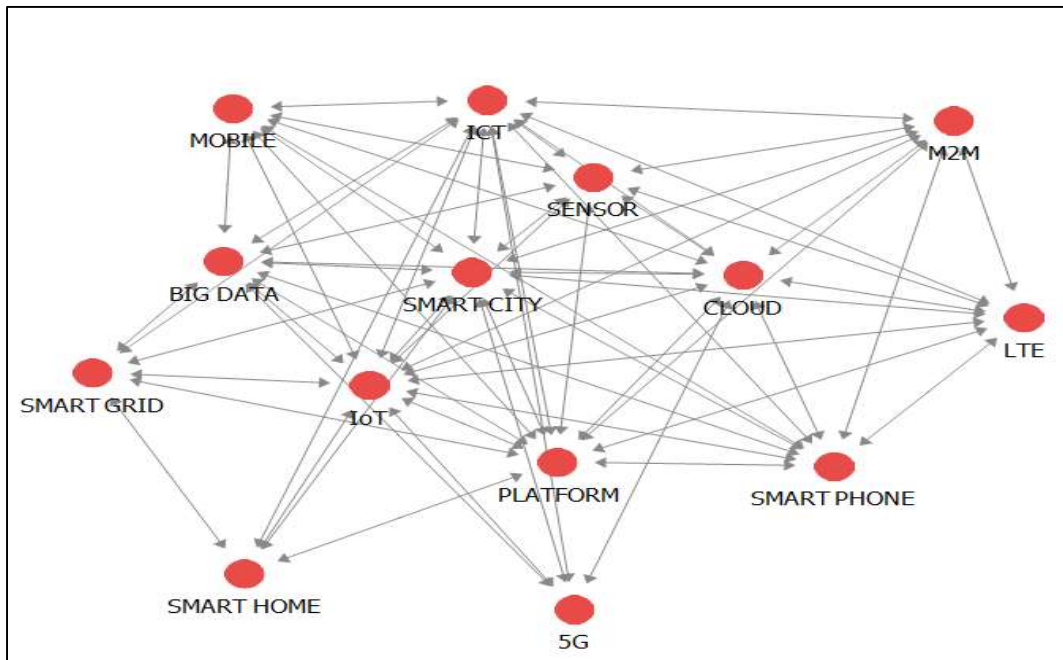 MOBILE
ICT
M2M
SENSOR
BIG DATA
SMART CITY
CLOUD
LTE
SMART GRID
IoT
PLATFORM
SMART PHONE
SMART HOME
5G